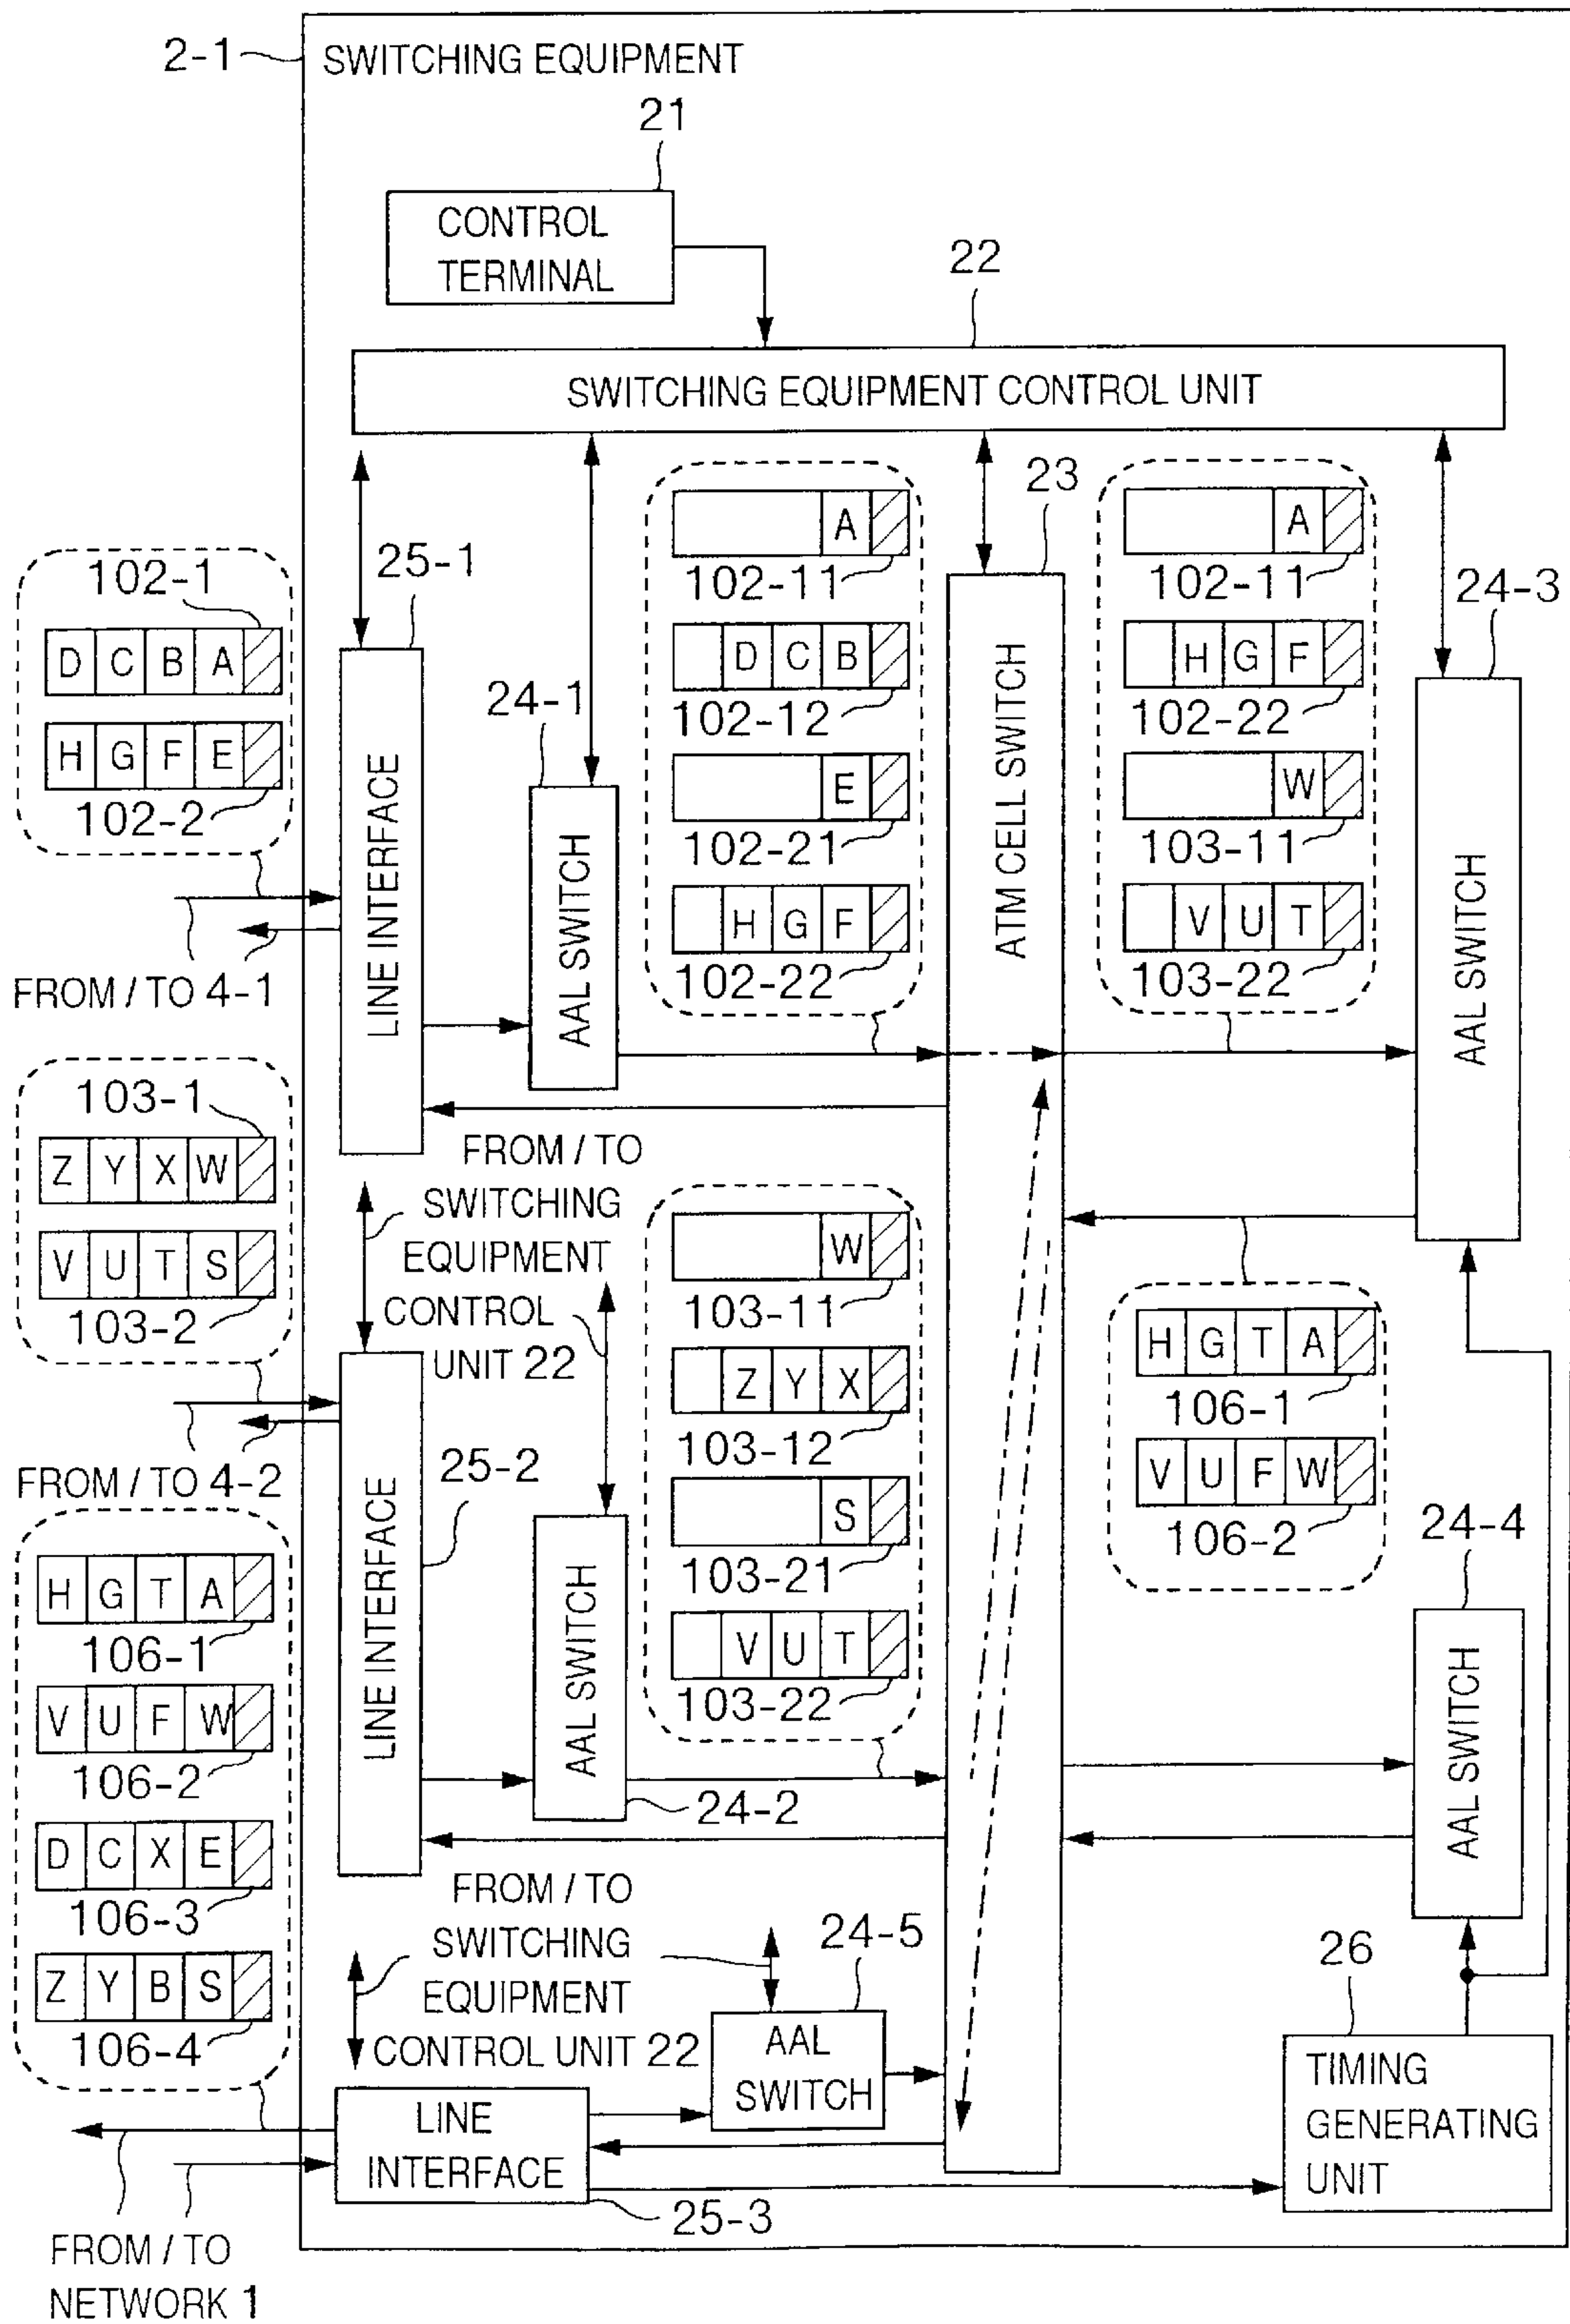 2-1
SWITCHING EQUIPMENT
21
CONTROL
TERMINAL
22
SWITCHING EQUIPMENT CONTROL UNIT
102-1
D C B A
H G F E
102-2
25-1
LINE INTERFACE
FROM / TO 4-1
24-1
AAL SWITCH
A
102-11
D C B
102-12
E
102-21
H G F
102-22
23
ATM CELL SWITCH
A
102-11
H G F
102-22
W
103-11
V U T
103-22
24-3
AAL SWITCH
103-1
Z Y X W
V U T S
103-2
FROM / TO 4-2
FROM / TO
SWITCHING
EQUIPMENT
CONTROL
UNIT 22
25-2
LINE INTERFACE
AAL SWITCH
24-2
W
103-11
Z Y X
103-12
S
103-21
V U T
103-22
H G T A
106-1
V U F W
106-2
24-4
AAL SWITCH
H G T A
106-1
V U F W
106-2
D C X E
106-3
Z Y B S
106-4
FROM / TO
SWITCHING
EQUIPMENT
CONTROL UNIT 22
24-5
AAL
SWITCH
26
TIMING
GENERATING
UNIT
LINE
INTERFACE
25-3
FROM / TO
NETWORK 1